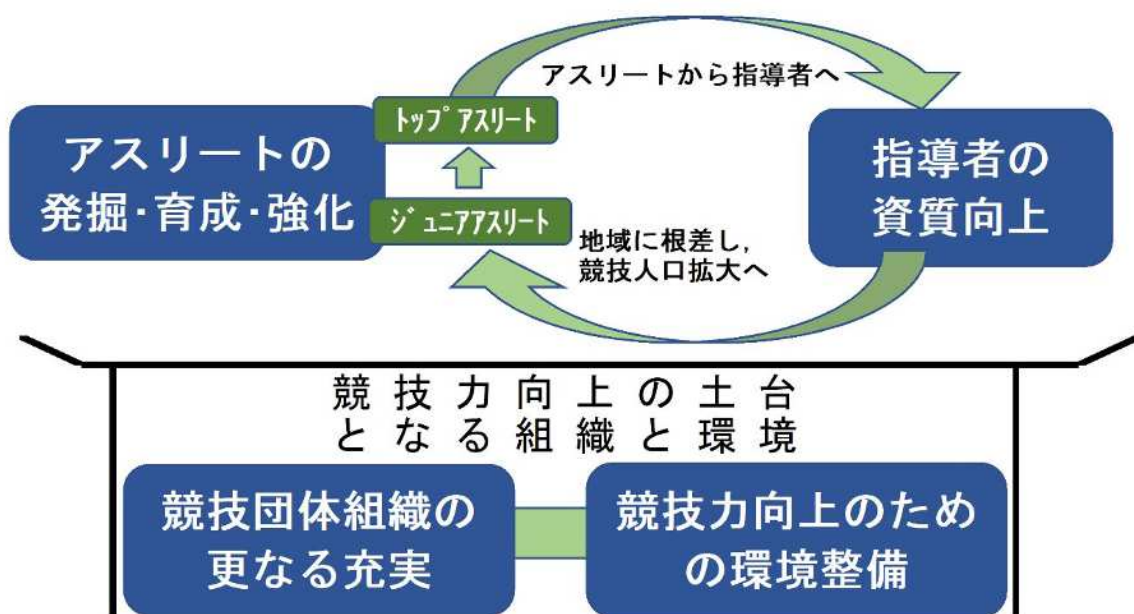 アスリートから指導者へ
トップアスリート
アスリートの
発掘・育成・強化
ジュニアアスリート
指導者の
資質向上
地域に根差し,
競技人口拡大へ
競技力向上の土台
となる組織と環境
競技団体組織の
更なる充実
競技力向上のため
の環境整備